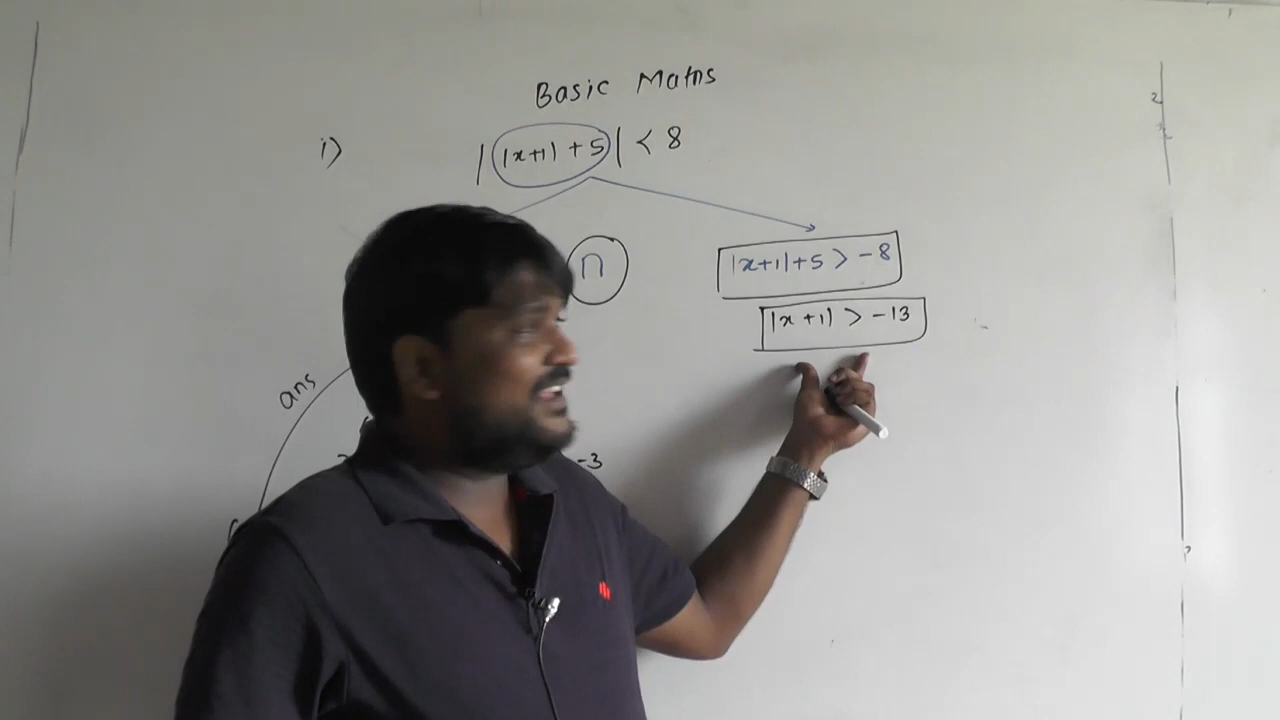 Basic Maths
i) ||x+1| + 5| < 8
∩
|x+1|+5 > -8
|x+1| > -13
ans
-3